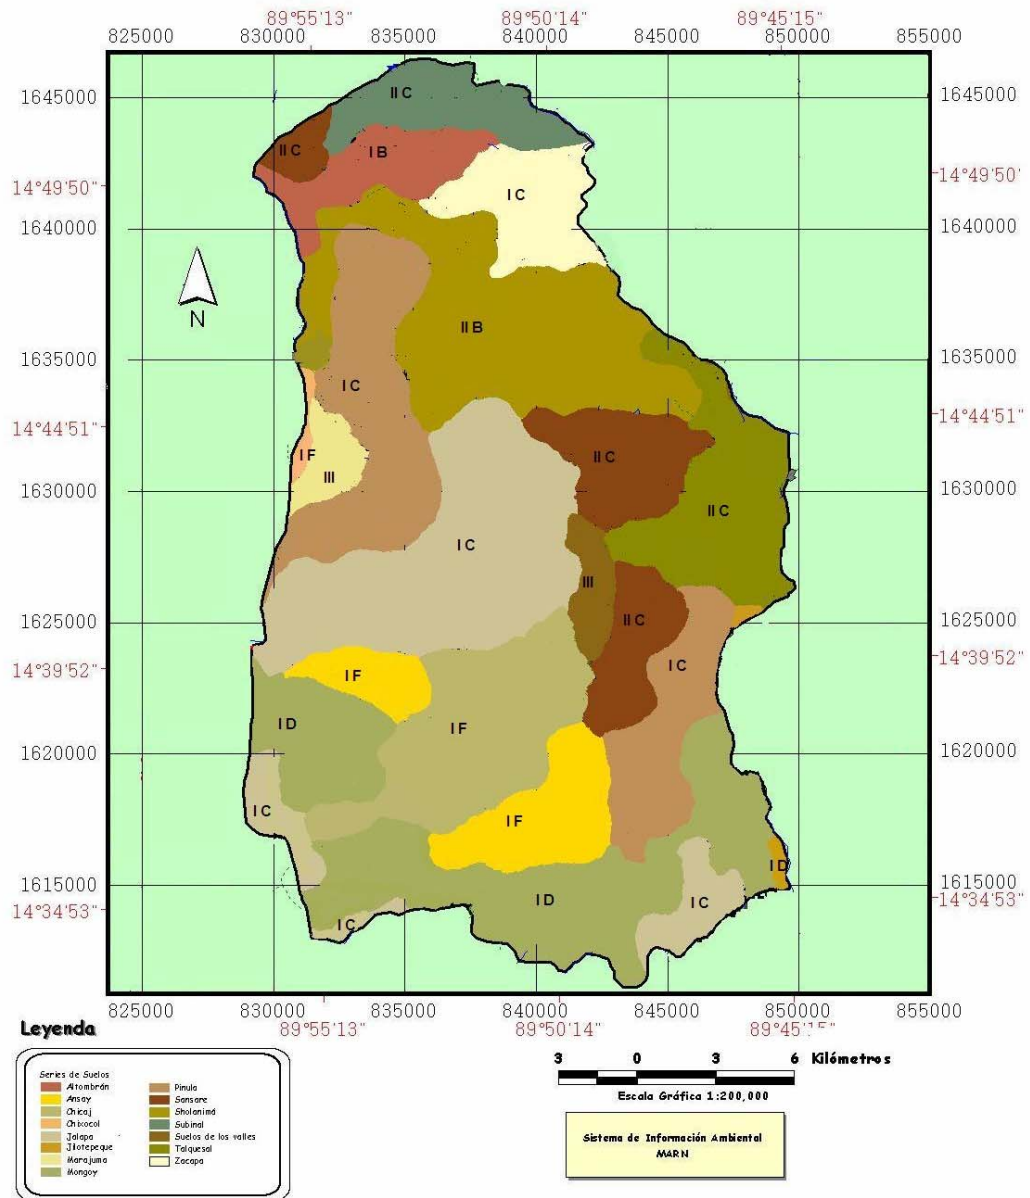 89°55'13" 89°50'14" 89°45'15"
825000 830000 835000 840000 845000 850000 855000
1645000 1645000
II C
II C
I B
14°49'50" 14°49'50"
I C
1640000 1640000
N
II B
1635000 1635000
I C
14°44'51" 14°44'51"
I F
II C
III
1630000 1630000
II C
I C
III
1625000 1625000
II C
14°39'52" 14°39'52"
I C
I F
I D
I F
1620000 1620000
I C
I F
I D
1615000 1615000
14°34'53" 14°34'53"
I D
I C
I C
825000 830000 835000 840000 845000 850000 855000
89°55'13" 89°50'14" 89°45'15"
Leyenda
Series de Suelos
Altombrán
Ansay
Chicaj
Chixocol
Jalapa
Jilotepeque
Marajuma
Mongoy
Pinula
Sansare
Sholanimá
Subinal
Suelos de los valles
Talquesal
Zacapa
3 0 3 6 Kilómetros
Escala Gráfica 1:200,000
Sistema de Información Ambiental
MARN